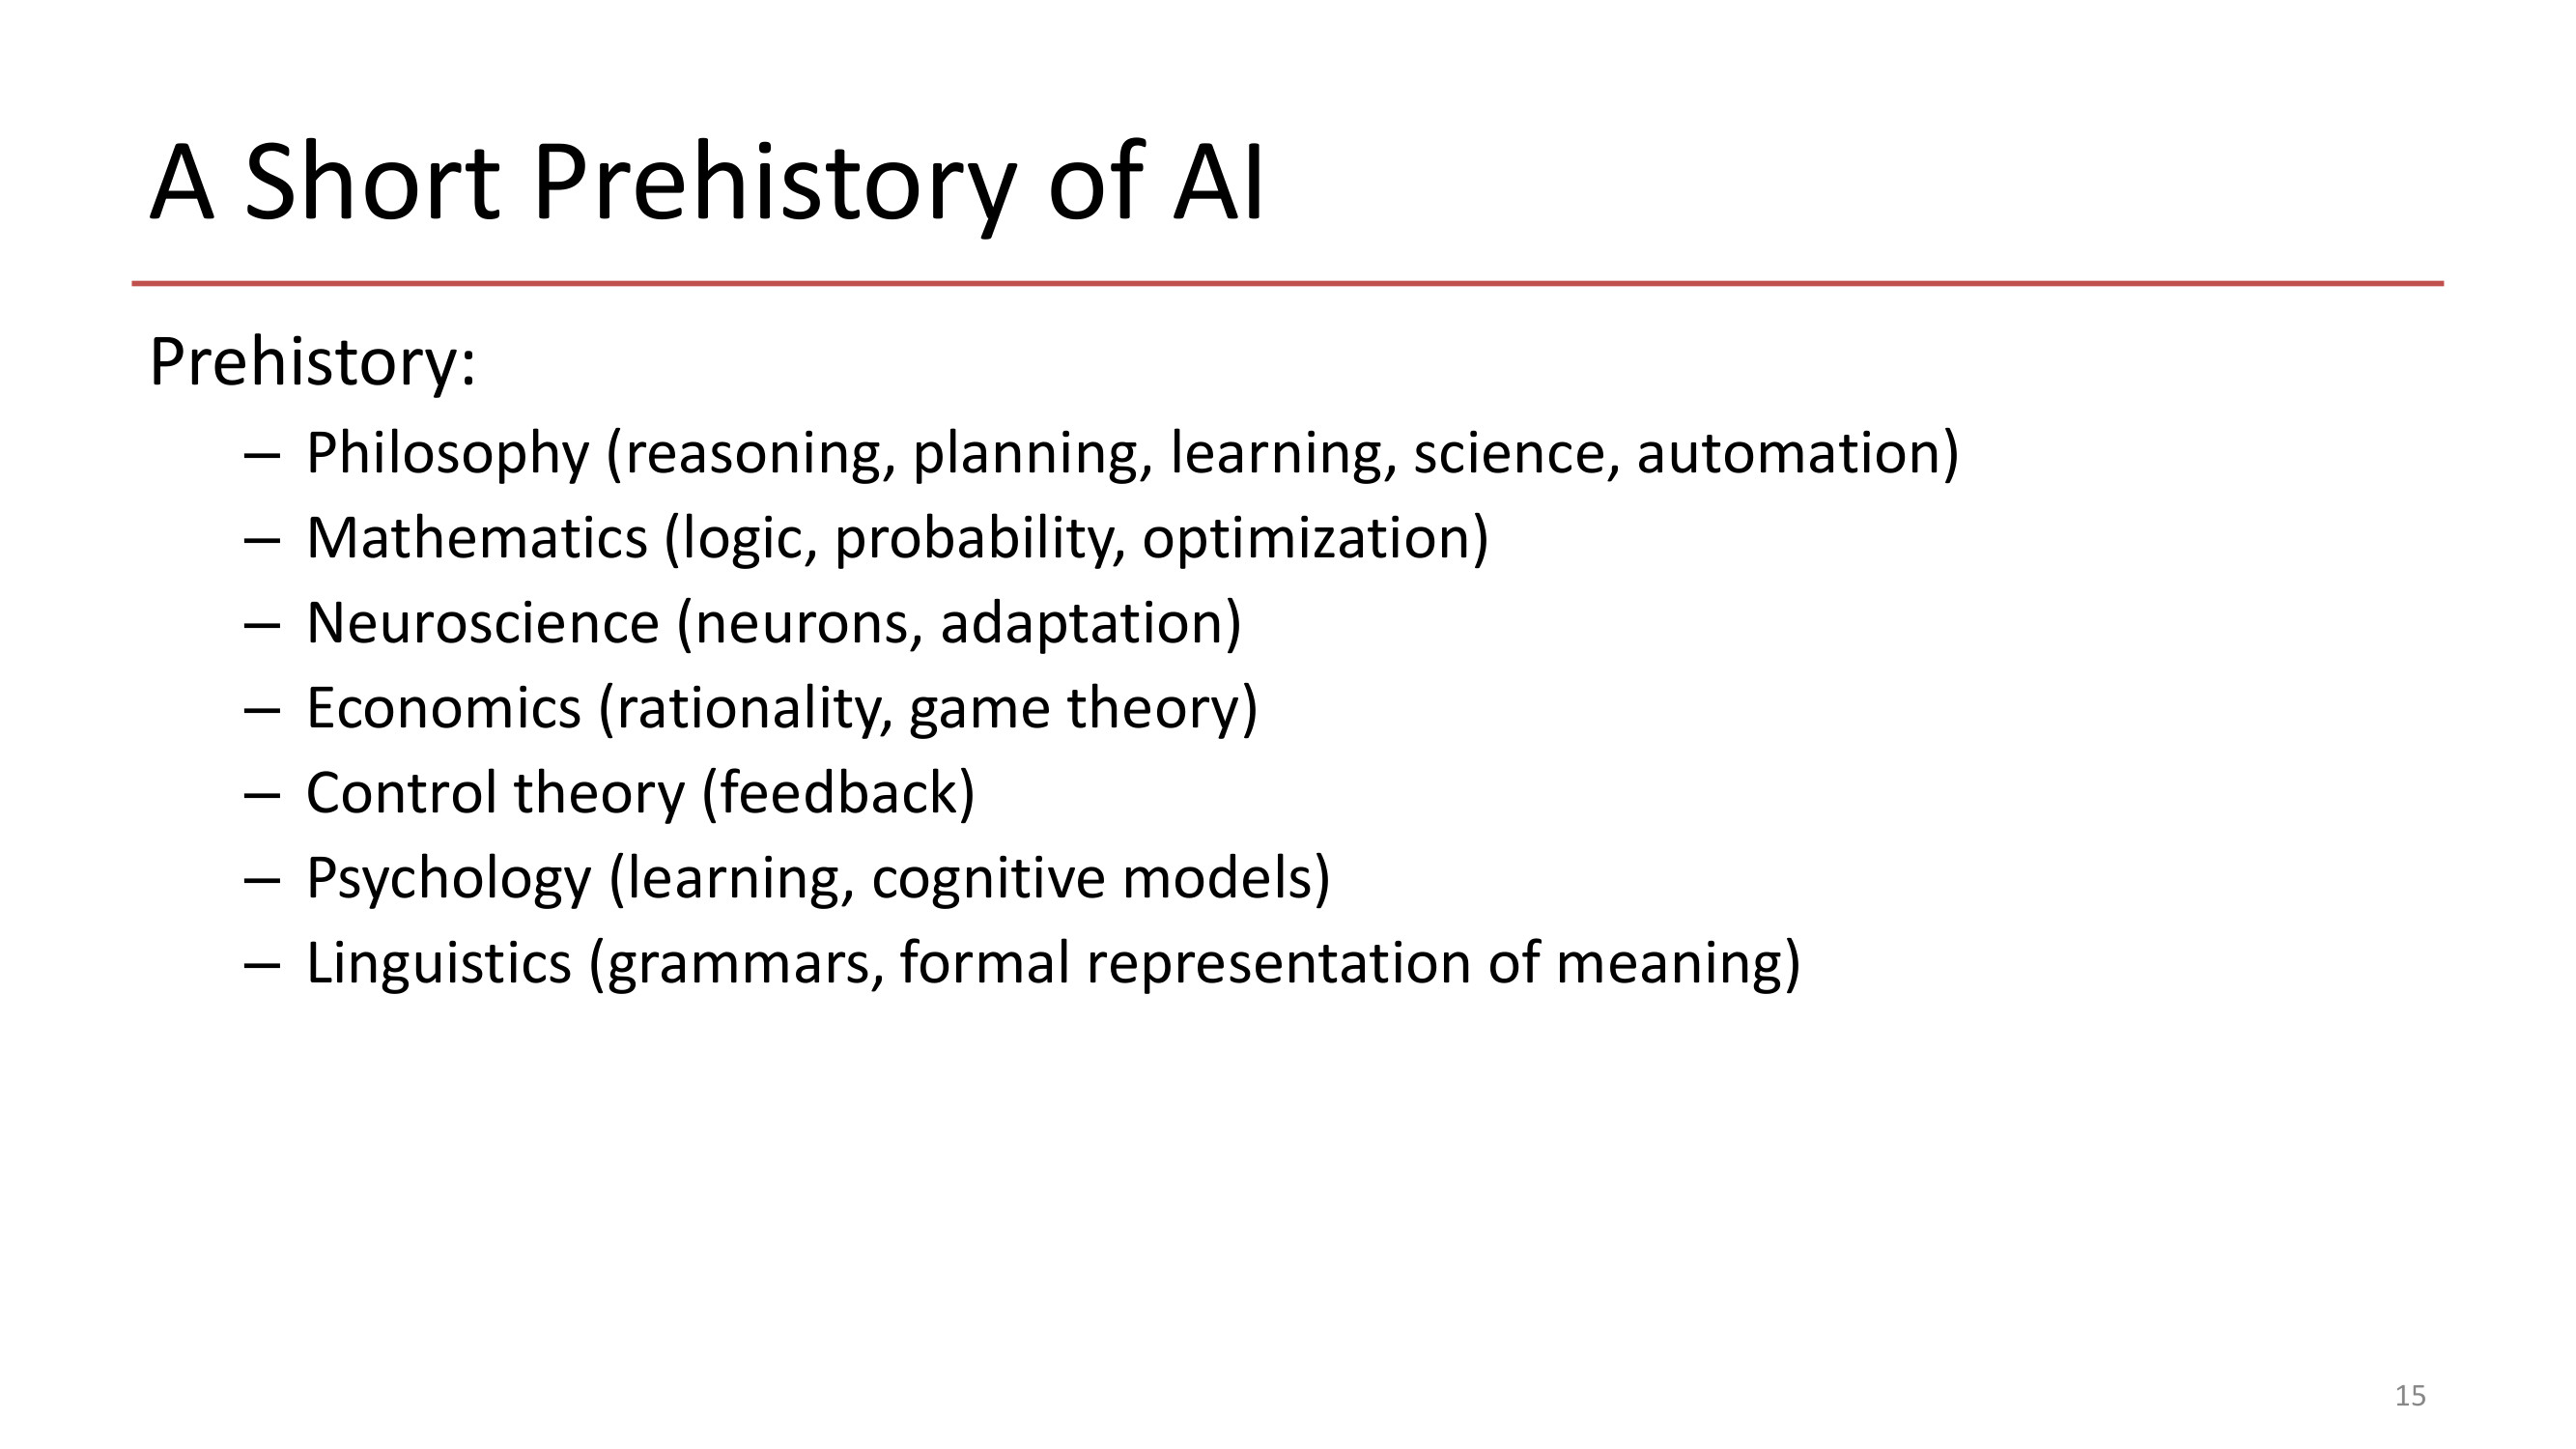 A Short Prehistory of AI
Prehistory:
– Philosophy (reasoning, planning, learning, science, automation)
– Mathematics (logic, probability, optimization)
– Neuroscience (neurons, adaptation)
– Economics (rationality, game theory)
– Control theory (feedback)
– Psychology (learning, cognitive models)
– Linguistics (grammars, formal representation of meaning)
15